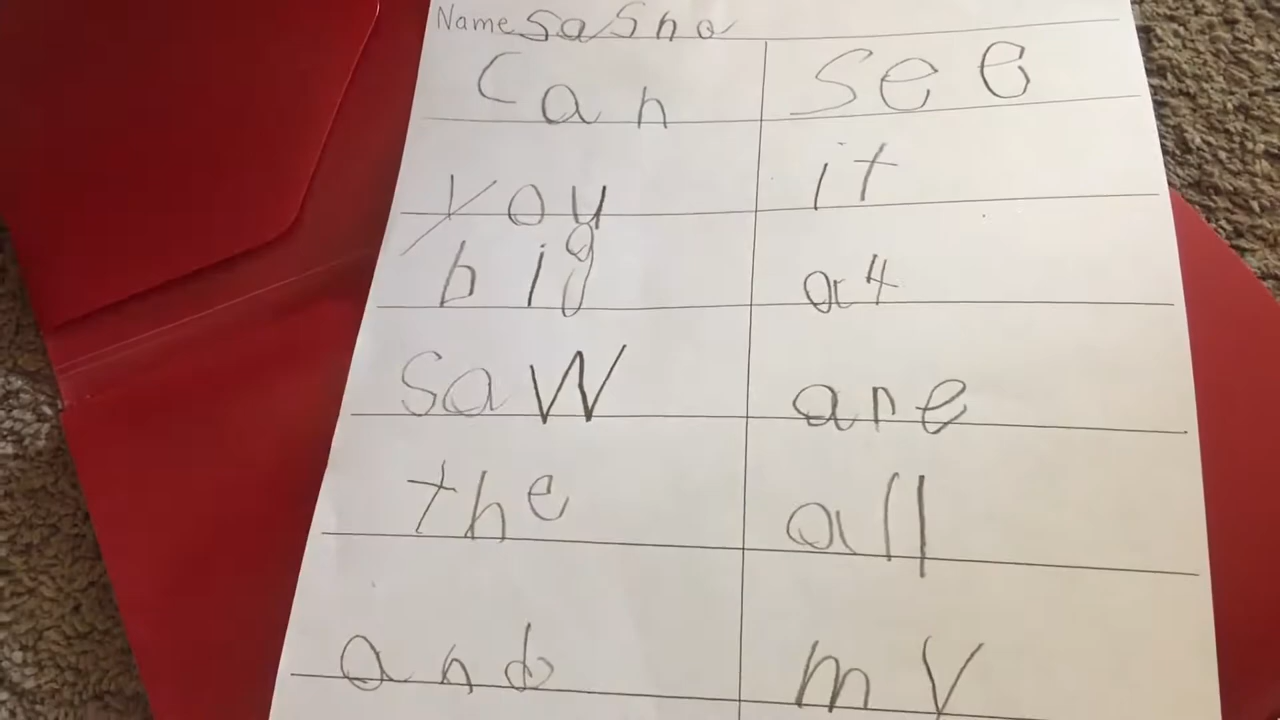 Name Sasha
Can see
you it
big at
saw are
the all
and my